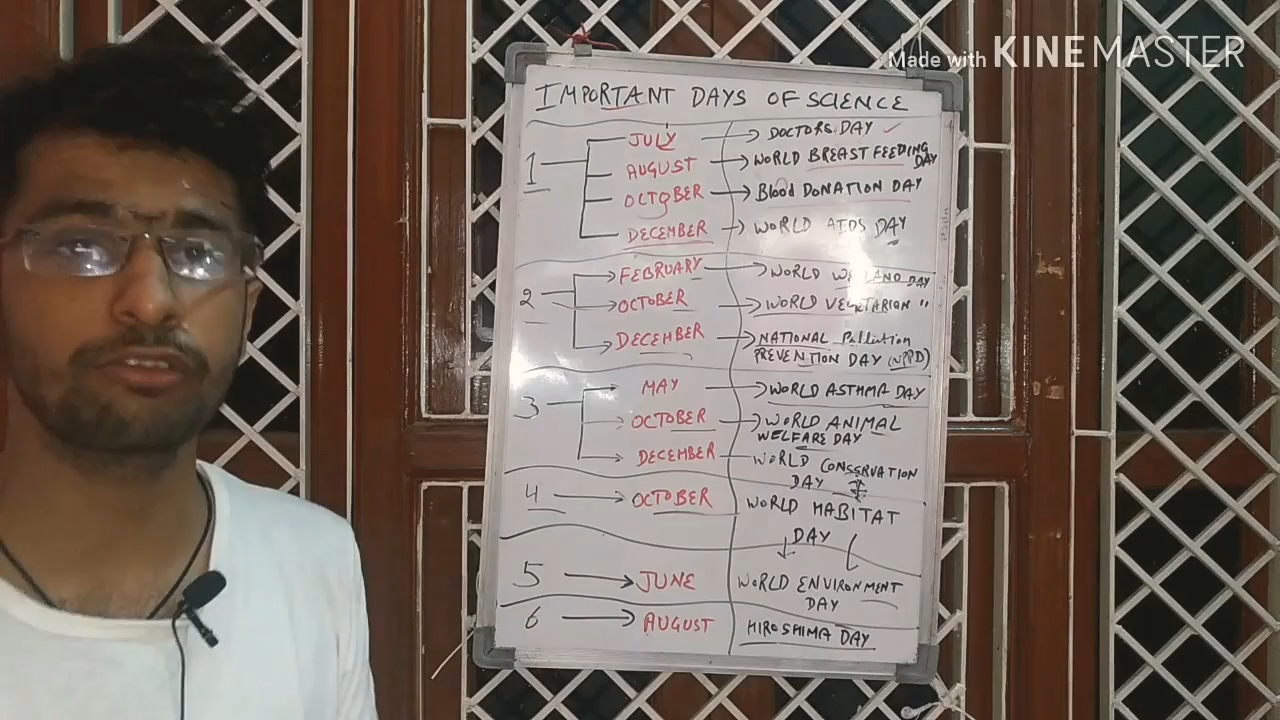 Made with KINEMASTER
IMPORTANT DAYS OF SCIENCE
1
JULY → DOCTORS DAY ✓
AUGUST → WORLD BREAST FEEDING DAY
OCTOBER → Blood DONATION DAY
DECEMBER → WORLD AIDS DAY
2
FEBRUARY → WORLD LAND DAY
OCTOBER → WORLD VEGETARIAN "
DECEMBER → NATIONAL Pollution
PREVENTION DAY (NPPD)
3
MAY → WORLD ASTHMA DAY
OCTOBER → WORLD ANIMAL
WELFARE DAY
DECEMBER → WORLD CONSERVATION
DAY
4 → OCTOBER WORLD HABITAT
DAY
5 → JUNE WORLD ENVIRONMENT
DAY
6 → AUGUST HIROSHIMA DAY